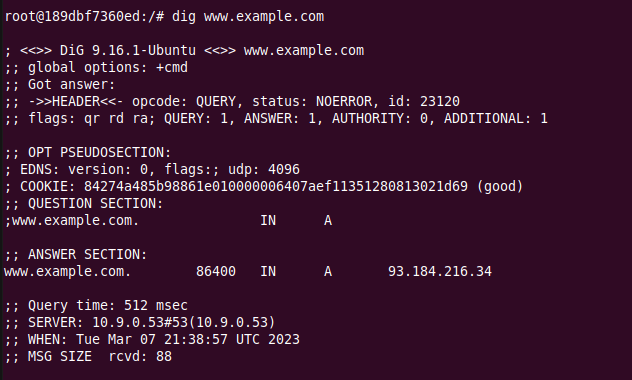 root@189dbf7360ed:/# dig www.example.com
; <<>> DiG 9.16.1-Ubuntu <<>> www.example.com
;; global options: +cmd
;; Got answer:
;; ->>HEADER<<- opcode: QUERY, status: NOERROR, id: 23120
;; flags: qr rd ra; QUERY: 1, ANSWER: 1, AUTHORITY: 0, ADDITIONAL: 1
;; OPT PSEUDOSECTION:
; EDNS: version: 0, flags:; udp: 4096
; COOKIE: 84274a485b98861e010000006407aef11351280813021d69 (good)
;; QUESTION SECTION:
;www.example.com. IN A
;; ANSWER SECTION:
www.example.com. 86400 IN A 93.184.216.34
;; Query time: 512 msec
;; SERVER: 10.9.0.53#53(10.9.0.53)
;; WHEN: Tue Mar 07 21:38:57 UTC 2023
;; MSG SIZE rcvd: 88